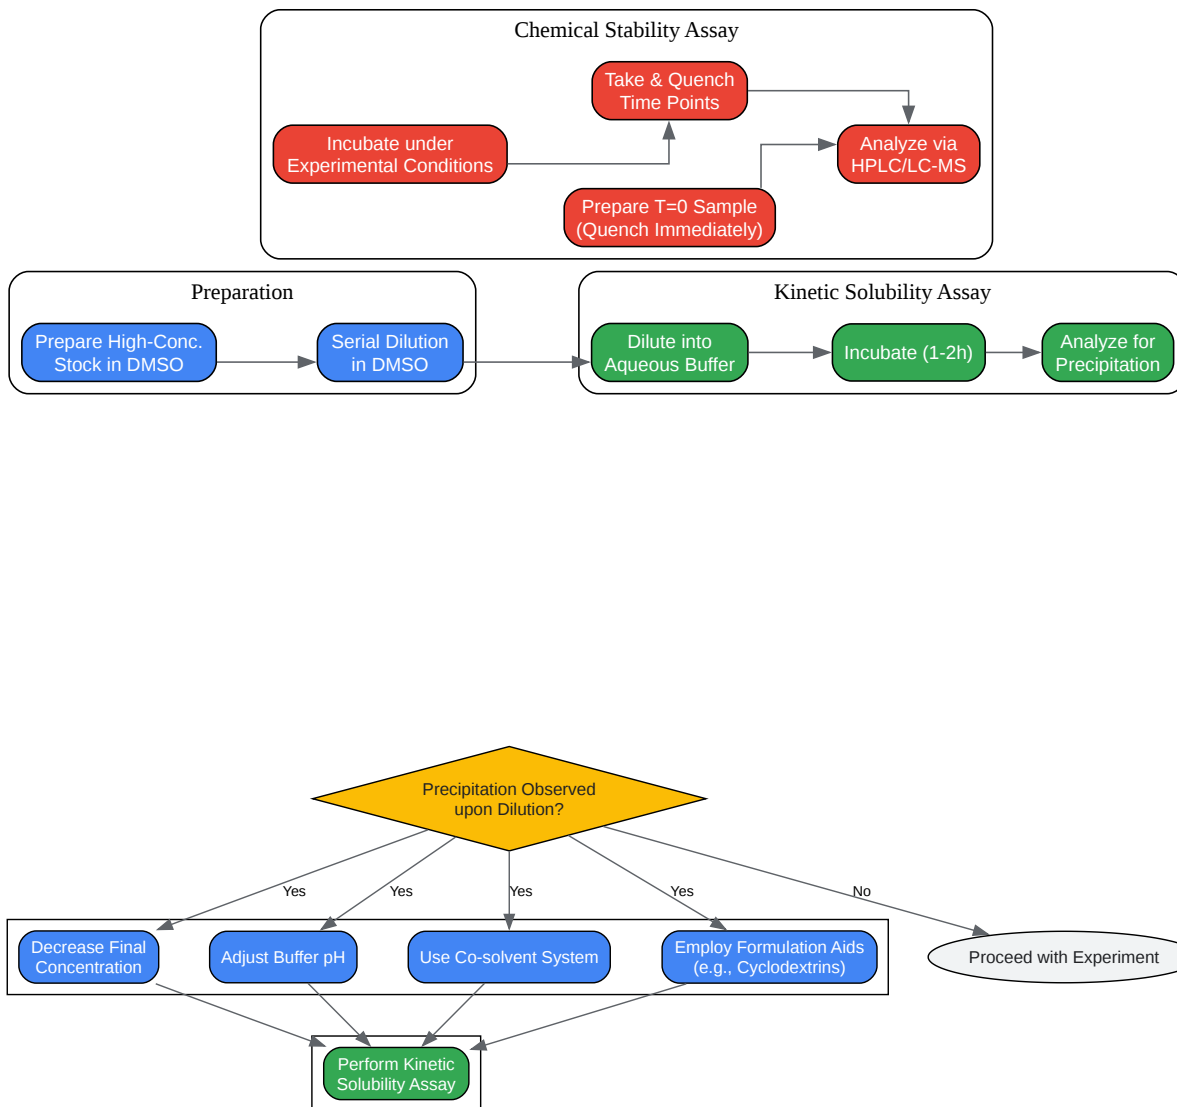 Chemical Stability Assay
Take & Quench
Time Points
Incubate under
Experimental Conditions
Analyze via
HPLC/LC-MS
Prepare T=0 Sample
(Quench Immediately)
Preparation
Prepare High-Conc.
Stock in DMSO
Serial Dilution
in DMSO
Kinetic Solubility Assay
Dilute into
Aqueous Buffer
Incubate (1-2h)
Analyze for
Precipitation
Precipitation Observed
upon Dilution?
Yes
Yes
Yes
Yes
No
Decrease Final
Concentration
Adjust Buffer pH
Use Co-solvent System
Employ Formulation Aids
(e.g., Cyclodextrins)
Proceed with Experiment
Perform Kinetic
Solubility Assay